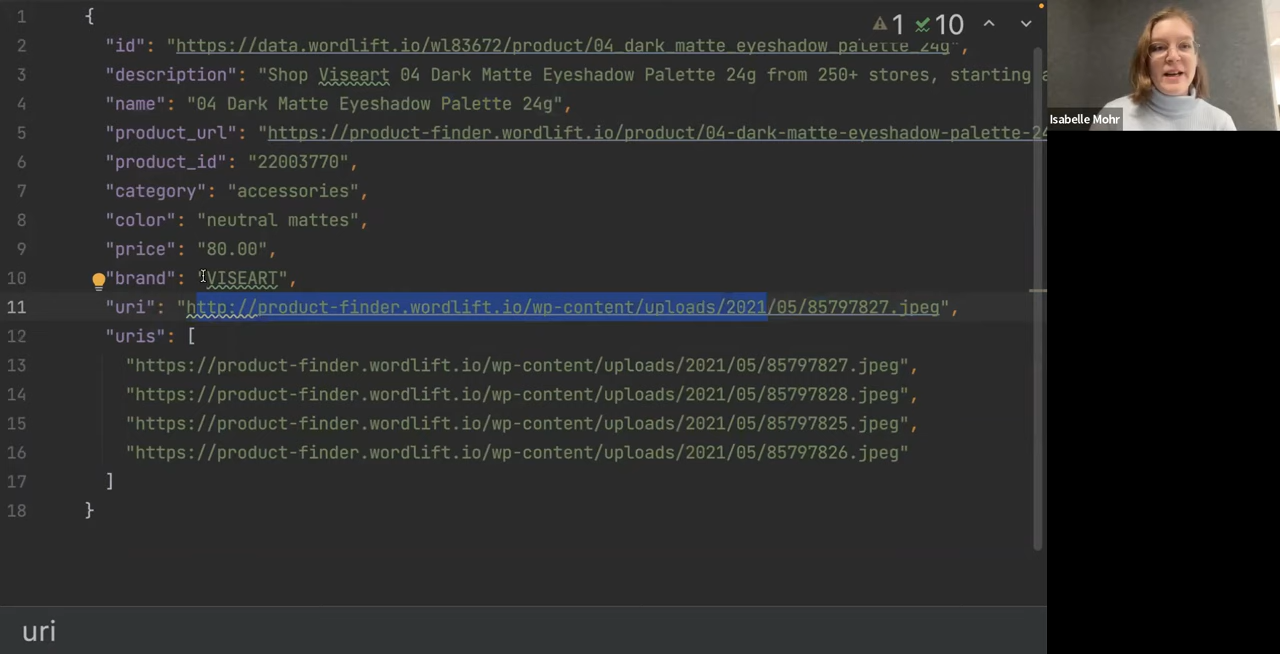 1 {
⚠1 ✓10
2 "id": "https://data.wordlift.io/wl83672/product/04_dark_matte_eyeshadow_palette_24g",
3 "description": "Shop Viseart 04 Dark Matte Eyeshadow Palette 24g from 250+ stores, starting a
4 "name": "04 Dark Matte Eyeshadow Palette 24g",
5 "product_url": "https://product-finder.wordlift.io/product/04-dark-matte-eyeshadow-palette-24
6 "product_id": "22003770",
7 "category": "accessories",
8 "color": "neutral mattes",
9 "price": "80.00",
10 "brand": "VISEART",
11 "uri": "http://product-finder.wordlift.io/wp-content/uploads/2021/05/85797827.jpeg",
12 "uris": [
13 "https://product-finder.wordlift.io/wp-content/uploads/2021/05/85797827.jpeg",
14 "https://product-finder.wordlift.io/wp-content/uploads/2021/05/85797828.jpeg",
15 "https://product-finder.wordlift.io/wp-content/uploads/2021/05/85797825.jpeg",
16 "https://product-finder.wordlift.io/wp-content/uploads/2021/05/85797826.jpeg"
17 ]
18 }
uri
Isabelle Mohr